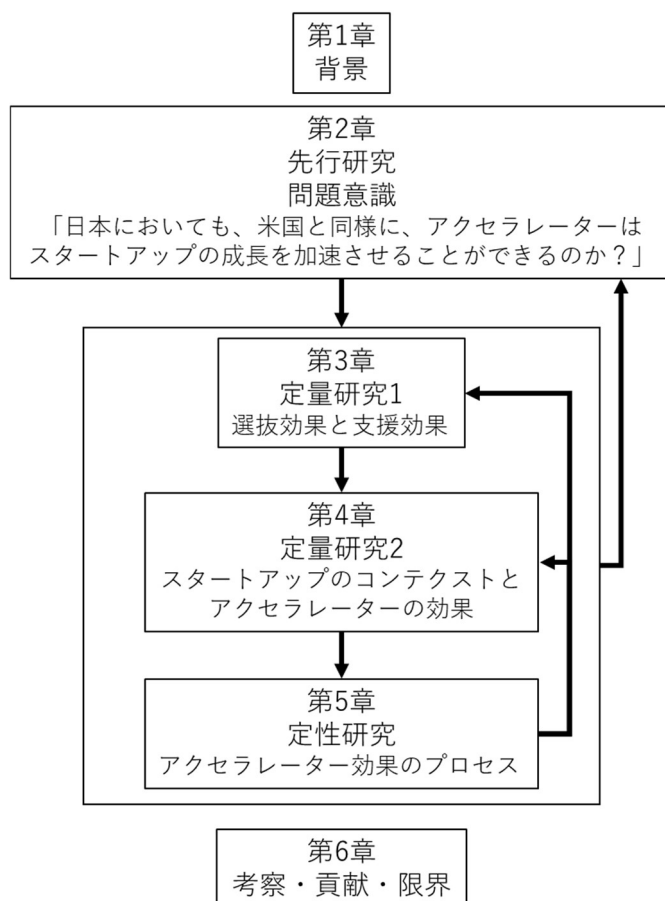 第1章
背景
第2章
先行研究
問題意識
「日本においても、米国と同様に、アクセラレーターは
スタートアップの成長を加速させることができるのか？」
第3章
定量研究1
選抜効果と支援効果
第4章
定量研究2
スタートアップのコンテクストと
アクセラレーターの効果
第5章
定性研究
アクセラレーター効果のプロセス
第6章
考察・貢献・限界